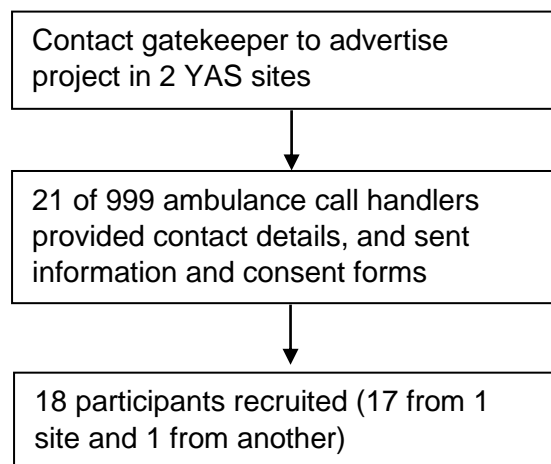 Contact gatekeeper to advertise
project in 2 YAS sites
21 of 999 ambulance call handlers
provided contact details, and sent
information and consent forms
18 participants recruited (17 from 1
site and 1 from another)